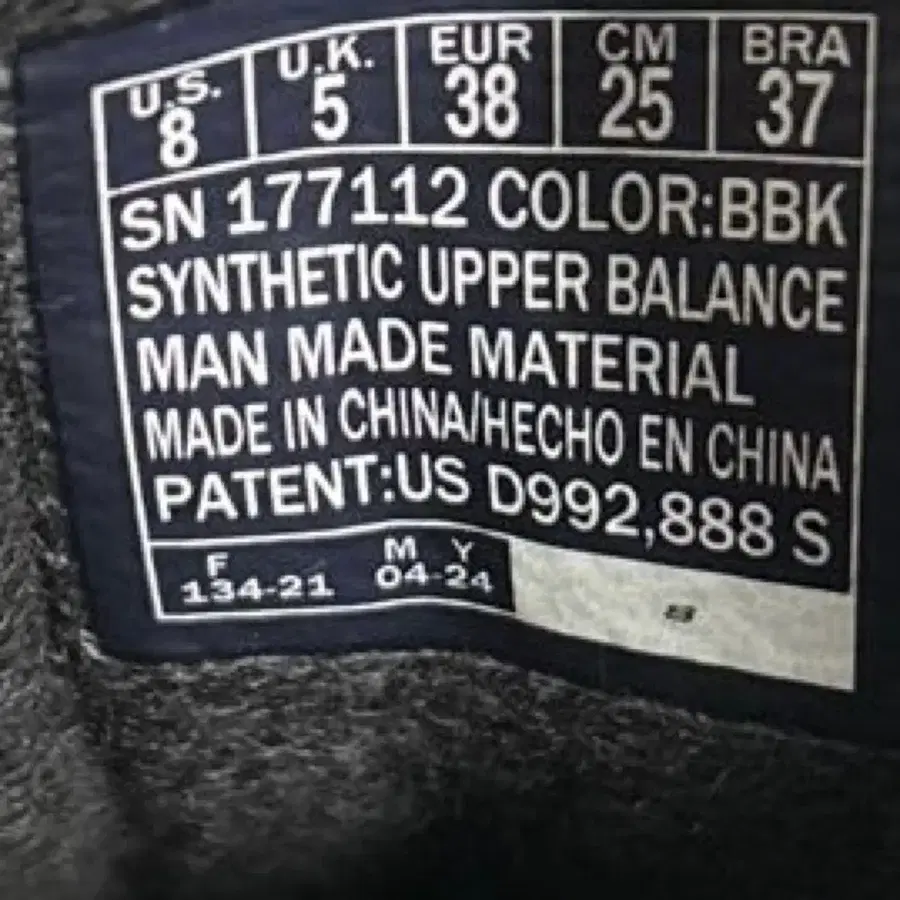 U.S. U.K. EUR CM BRA
8 5 38 25 37
SN 177112 COLOR:BBK
SYNTHETIC UPPER BALANCE
MAN MADE MATERIAL
MADE IN CHINA/HECHO EN CHINA
PATENT:US D992,888 S
F M Y
134-21 04-24
8